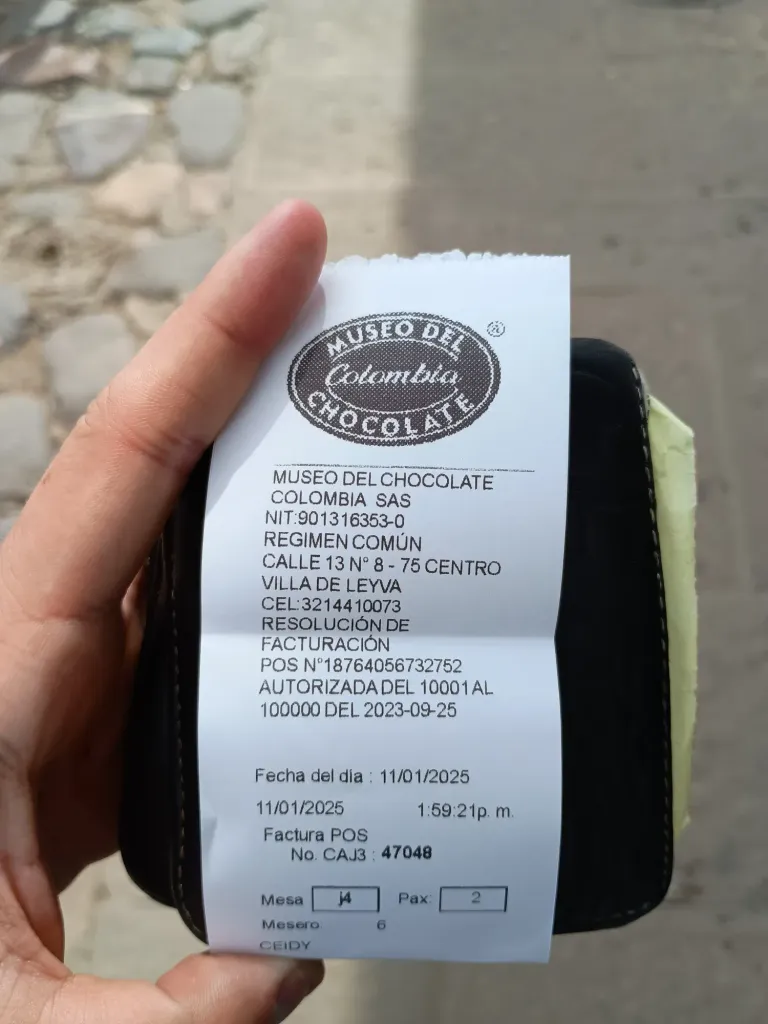 MUSEO DEL
Colombia
CHOCOLATE
®
MUSEO DEL CHOCOLATE
COLOMBIA SAS
NIT:901316353-0
REGIMEN COMÚN
CALLE 13 N° 8 - 75 CENTRO
VILLA DE LEYVA
CEL:3214410073
RESOLUCIÓN DE
FACTURACIÓN
POS N°18764056732752
AUTORIZADA DEL 10001 AL
100000 DEL 2023-09-25
Fecha del dia : 11/01/2025
11/01/2025 1:59:21p. m.
Factura POS
No. CAJ3 : 47048
Mesa j4 Pax: 2
Mesero 6
CEIDY